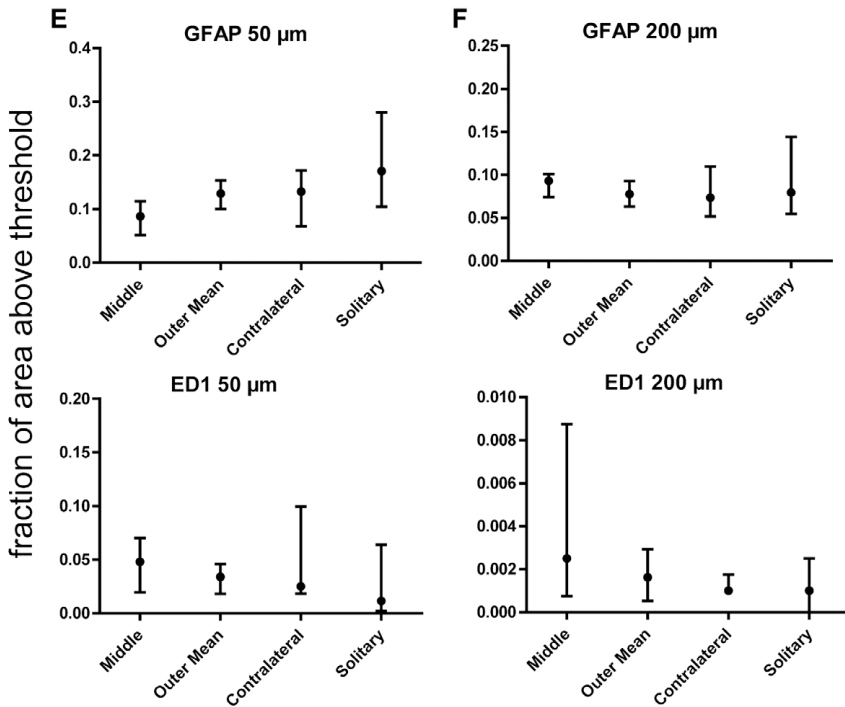 E
GFAP 50 µm
0.4
0.3
0.2
0.1
0.0
Middle
Outer Mean
Contralateral
Solitary
F
GFAP 200 µm
0.25
0.20
0.15
0.10
0.05
0.00
Middle
Outer Mean
Contralateral
Solitary
fraction of area above threshold
ED1 50 µm
0.20
0.15
0.10
0.05
0.00
Middle
Outer Mean
Contralateral
Solitary
ED1 200 µm
0.010
0.008
0.006
0.004
0.002
0.000
Middle
Outer Mean
Contralateral
Solitary